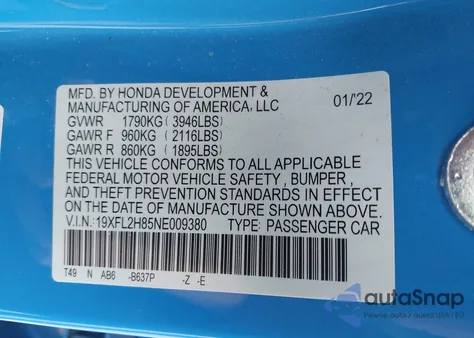 MFD. BY HONDA DEVELOPMENT &
MANUFACTURING OF AMERICA, LLC 01/'22
GVWR 1790KG ( 3946LBS)
GAWR F 960KG ( 2116LBS)
GAWR R 860KG ( 1895LBS)
THIS VEHICLE CONFORMS TO ALL APPLICABLE
FEDERAL MOTOR VEHICLE SAFETY , BUMPER ,
AND THEFT PREVENTION STANDARDS IN EFFECT
ON THE DATE OF MANUFACTURE SHOWN ABOVE.
V.I.N.:19XFL2H85NE009380 TYPE: PASSENGER CAR
T49 N AB6 -B637P -Z -E
autoSnap